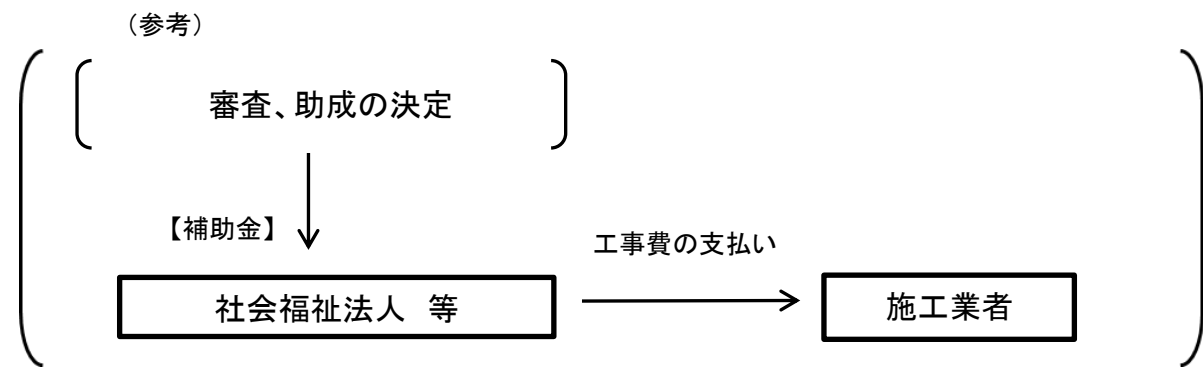 （参考）
審査、助成の決定
【補助金】
工事費の支払い
社会福祉法人　等
施工業者